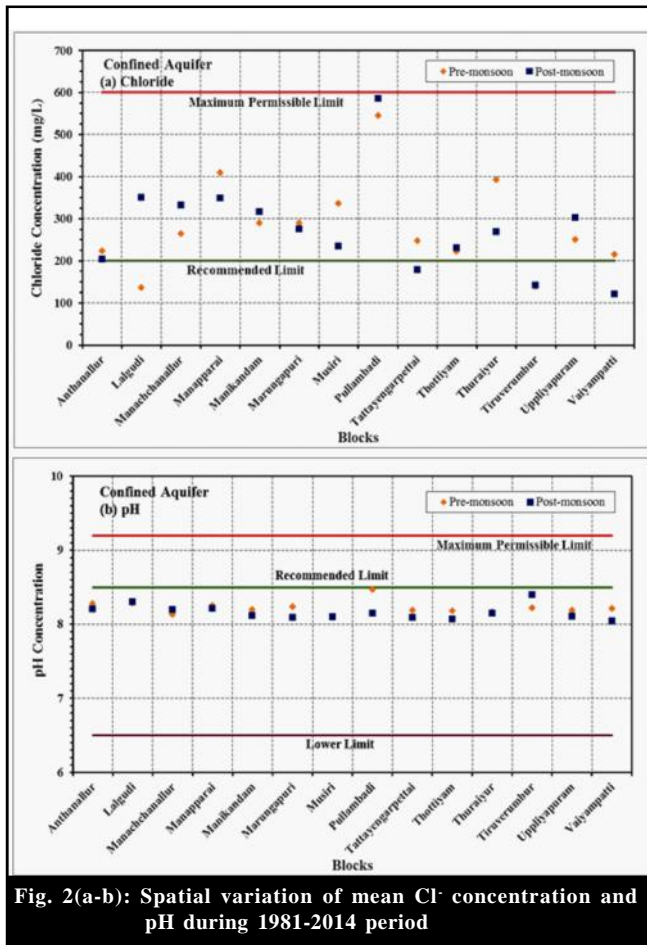 700
600
500
400
300
200
100
0
Chloride Concentration (mg/L)
Confined Aquifer
(a) Chloride
Pre-monsoon
Post-monsoon
Maximum Permissible Limit
Recommended Limit
Anthanallur
Lalgudi
Manachchanallur
Manapparai
Manikandam
Marungapuri
Musiri
Pullambadi
Tattayengarpettai
Thottiyam
Thuraiyur
Tiruverumbur
Uppliyapuram
Vaiyampatti
Blocks
10
9
8
7
6
pH Concentration
Confined Aquifer
(b) pH
Pre-monsoon
Post-monsoon
Maximum Permissible Limit
Recommended Limit
Lower Limit
Anthanallur
Lalgudi
Manachchanallur
Manapparai
Manikandam
Marungapuri
Musiri
Pullambadi
Tattayengarpettai
Thottiyam
Thuraiyur
Tiruverumbur
Uppliyapuram
Vaiyampatti
Blocks
Fig. 2(a-b): Spatial variation of mean Cl⁻ concentration and
pH during 1981-2014 period